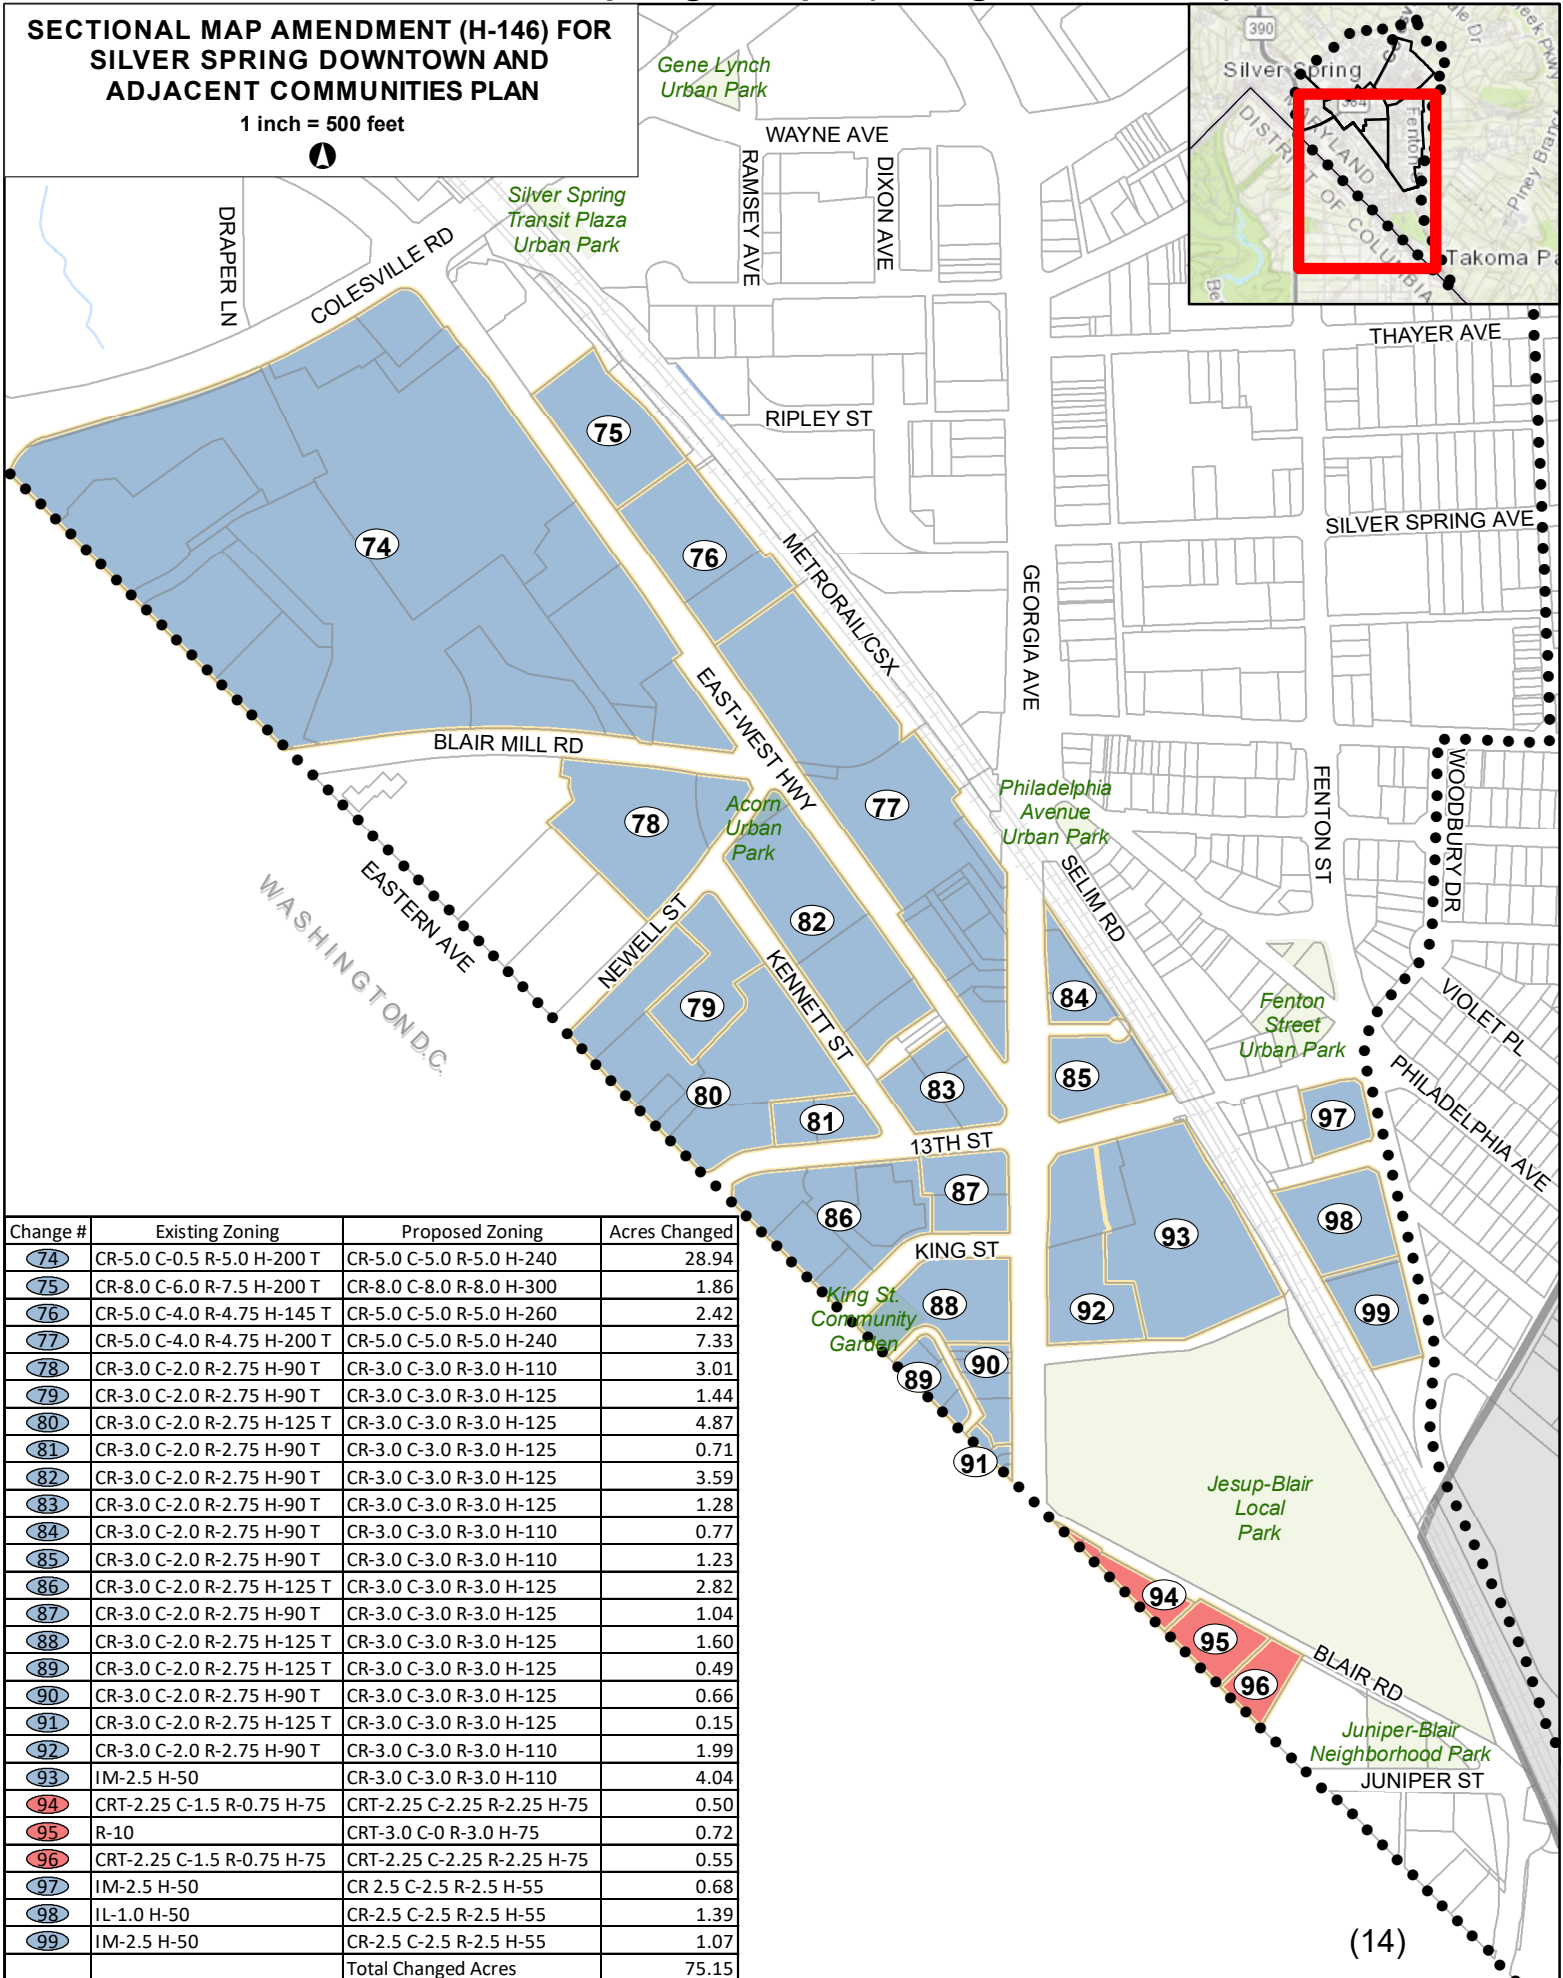 SECTIONAL MAP AMENDMENT (H-146) FOR
SILVER SPRING DOWNTOWN AND
ADJACENT COMMUNITIES PLAN
1 inch = 500 feet
Gene Lynch
Urban Park
WAYNE AVE
RAMSEY AVE
DIXON AVE
Silver Spring
Transit Plaza
Urban Park
DRAPER LN
COLESVILLE RD
390
Silver Spring
384
MARYLAND
DISTRICT OF COLUMBIA
Fenton
Piney Branch
Takoma Pa
THAYER AVE
RIPLEY ST
75
74
76
METRORAIL/CSX
SILVER SPRING AVE
GEORGIA AVE
EAST-WEST HWY
BLAIR MILL RD
77
78
Acorn
Urban
Park
Philadelphia
Avenue
Urban Park
FENTON ST
WOODBURY DR
SELIM RD
EASTERN AVE
WASHINGTON D.C.
NEWELL ST
82
KENNETT ST
79
84
Fenton
Street
Urban Park
VIOLET PL
PHILADELPHIA AVE
80
81
83
85
97
13TH ST
87
86
93
98
KING ST
88
92
99
King St.
Community
Garden
90
89
91
Jesup-Blair
Local
Park
94
95
96
BLAIR RD
Juniper-Blair
Neighborhood Park
JUNIPER ST
(14)
Change # Existing Zoning Proposed Zoning Acres Changed
74 CR-5.0 C-0.5 R-5.0 H-200 T CR-5.0 C-5.0 R-5.0 H-240 28.94
75 CR-8.0 C-6.0 R-7.5 H-200 T CR-8.0 C-8.0 R-8.0 H-300 1.86
76 CR-5.0 C-4.0 R-4.75 H-145 T CR-5.0 C-5.0 R-5.0 H-260 2.42
77 CR-5.0 C-4.0 R-4.75 H-200 T CR-5.0 C-5.0 R-5.0 H-240 7.33
78 CR-3.0 C-2.0 R-2.75 H-90 T CR-3.0 C-3.0 R-3.0 H-110 3.01
79 CR-3.0 C-2.0 R-2.75 H-90 T CR-3.0 C-3.0 R-3.0 H-125 1.44
80 CR-3.0 C-2.0 R-2.75 H-125 T CR-3.0 C-3.0 R-3.0 H-125 4.87
81 CR-3.0 C-2.0 R-2.75 H-90 T CR-3.0 C-3.0 R-3.0 H-125 0.71
82 CR-3.0 C-2.0 R-2.75 H-90 T CR-3.0 C-3.0 R-3.0 H-125 3.59
83 CR-3.0 C-2.0 R-2.75 H-90 T CR-3.0 C-3.0 R-3.0 H-125 1.28
84 CR-3.0 C-2.0 R-2.75 H-90 T CR-3.0 C-3.0 R-3.0 H-110 0.77
85 CR-3.0 C-2.0 R-2.75 H-90 T CR-3.0 C-3.0 R-3.0 H-110 1.23
86 CR-3.0 C-2.0 R-2.75 H-125 T CR-3.0 C-3.0 R-3.0 H-125 2.82
87 CR-3.0 C-2.0 R-2.75 H-90 T CR-3.0 C-3.0 R-3.0 H-125 1.04
88 CR-3.0 C-2.0 R-2.75 H-125 T CR-3.0 C-3.0 R-3.0 H-125 1.60
89 CR-3.0 C-2.0 R-2.75 H-125 T CR-3.0 C-3.0 R-3.0 H-125 0.49
90 CR-3.0 C-2.0 R-2.75 H-90 T CR-3.0 C-3.0 R-3.0 H-125 0.66
91 CR-3.0 C-2.0 R-2.75 H-125 T CR-3.0 C-3.0 R-3.0 H-125 0.15
92 CR-3.0 C-2.0 R-2.75 H-90 T CR-3.0 C-3.0 R-3.0 H-110 1.99
93 IM-2.5 H-50 CR-3.0 C-3.0 R-3.0 H-110 4.04
94 CRT-2.25 C-1.5 R-0.75 H-75 CRT-2.25 C-2.25 R-2.25 H-75 0.50
95 R-10 CRT-3.0 C-0 R-3.0 H-75 0.72
96 CRT-2.25 C-1.5 R-0.75 H-75 CRT-2.25 C-2.25 R-2.25 H-75 0.55
97 IM-2.5 H-50 CR 2.5 C-2.5 R-2.5 H-55 0.68
98 IL-1.0 H-50 CR-2.5 C-2.5 R-2.5 H-55 1.39
99 IM-2.5 H-50 CR-2.5 C-2.5 R-2.5 H-55 1.07
Total Changed Acres 75.15